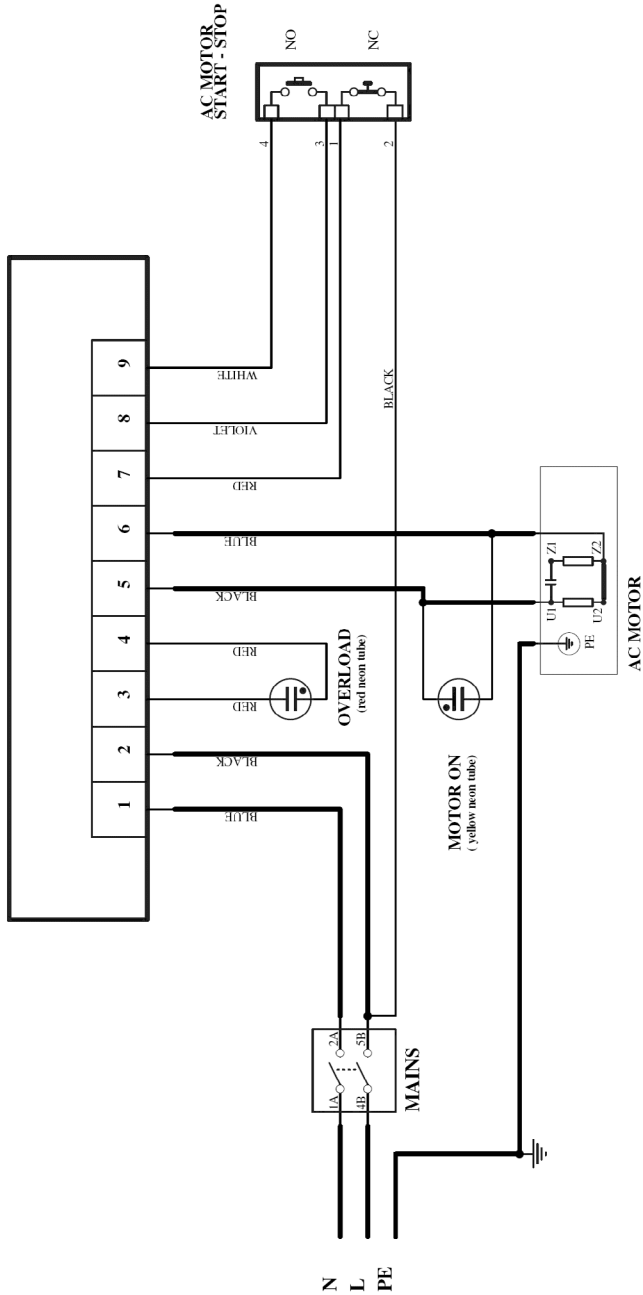 AC MOTOR
START - STOP
NO
NC
4
3
1
2
9
8
7
6
5
4
3
2
1
WHITE
VIOLET
RED
BLUE
BLACK
RED
RED
BLACK
BLUE
BLACK
OVERLOAD
(red neon tube)
MOTOR ON
( yellow neon tube)
Z1
Z2
U1
U2
PE
AC MOTOR
2A
5B
1A
4B
MAINS
N
L
PE